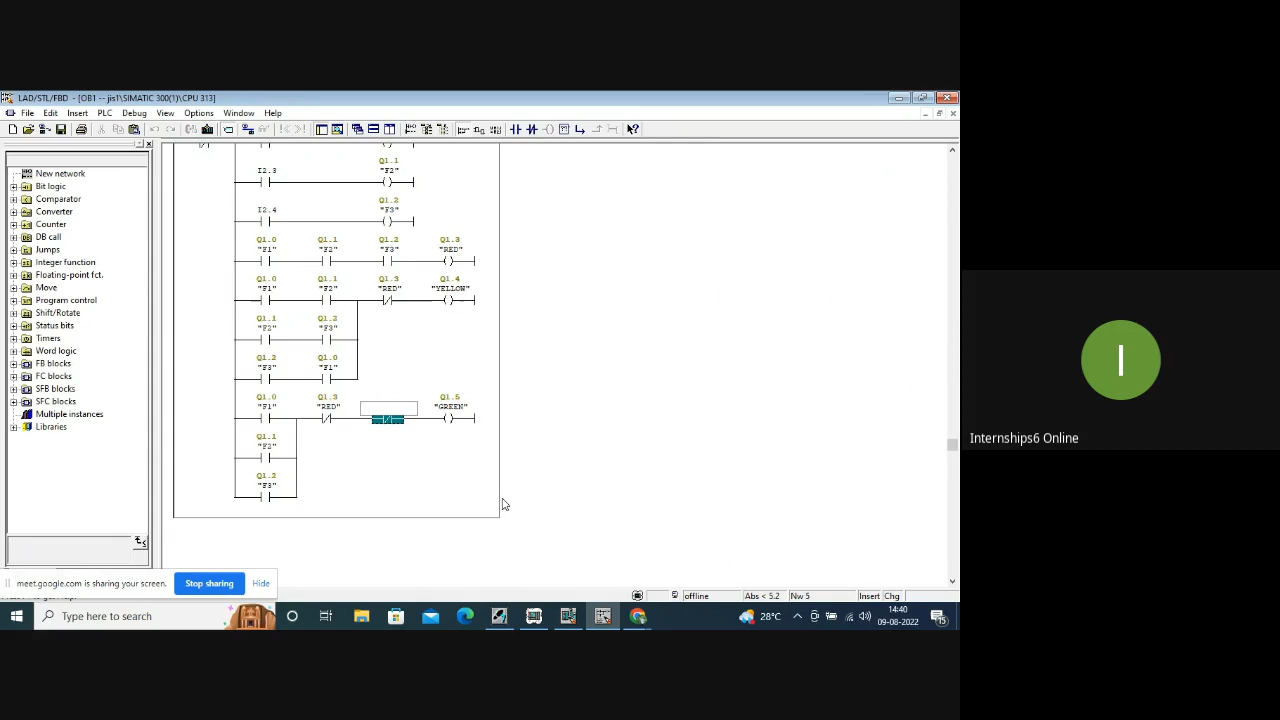 LAD/STL/FBD - [OB1 -- jis1\SIMATIC 300(1)\CPU 313]
File Edit Insert PLC Debug View Options Window Help
New network
Bit logic
Comparator
Converter
Counter
DB call
Jumps
Integer function
Floating-point fct.
Move
Program control
Shift/Rotate
Status bits
Timers
Word logic
FB blocks
FC blocks
SFB blocks
SFC blocks
Multiple instances
Libraries
Q1.1
I2.3 "F2"
Q1.2
I2.4 "F3"
Q1.0 Q1.1 Q1.2 Q1.3
"F1" "F2" "F3" "RED"
Q1.0 Q1.1 Q1.3 Q1.4
"F1" "F2" "RED" "YELLOW"
Q1.1 Q1.2
"F2" "F3"
Q1.2 Q1.0
"F3" "F1"
Q1.0 Q1.3 Q1.5
"F1" "RED" "GREEN"
Q1.1
"F2"
Q1.2
"F3"
I
Internships6 Online
meet.google.com is sharing your screen. Stop sharing Hide
offline Abs < 5.2 Nw 5 Insert Chg
Type here to search
28°C
14:40
09-08-2022
15